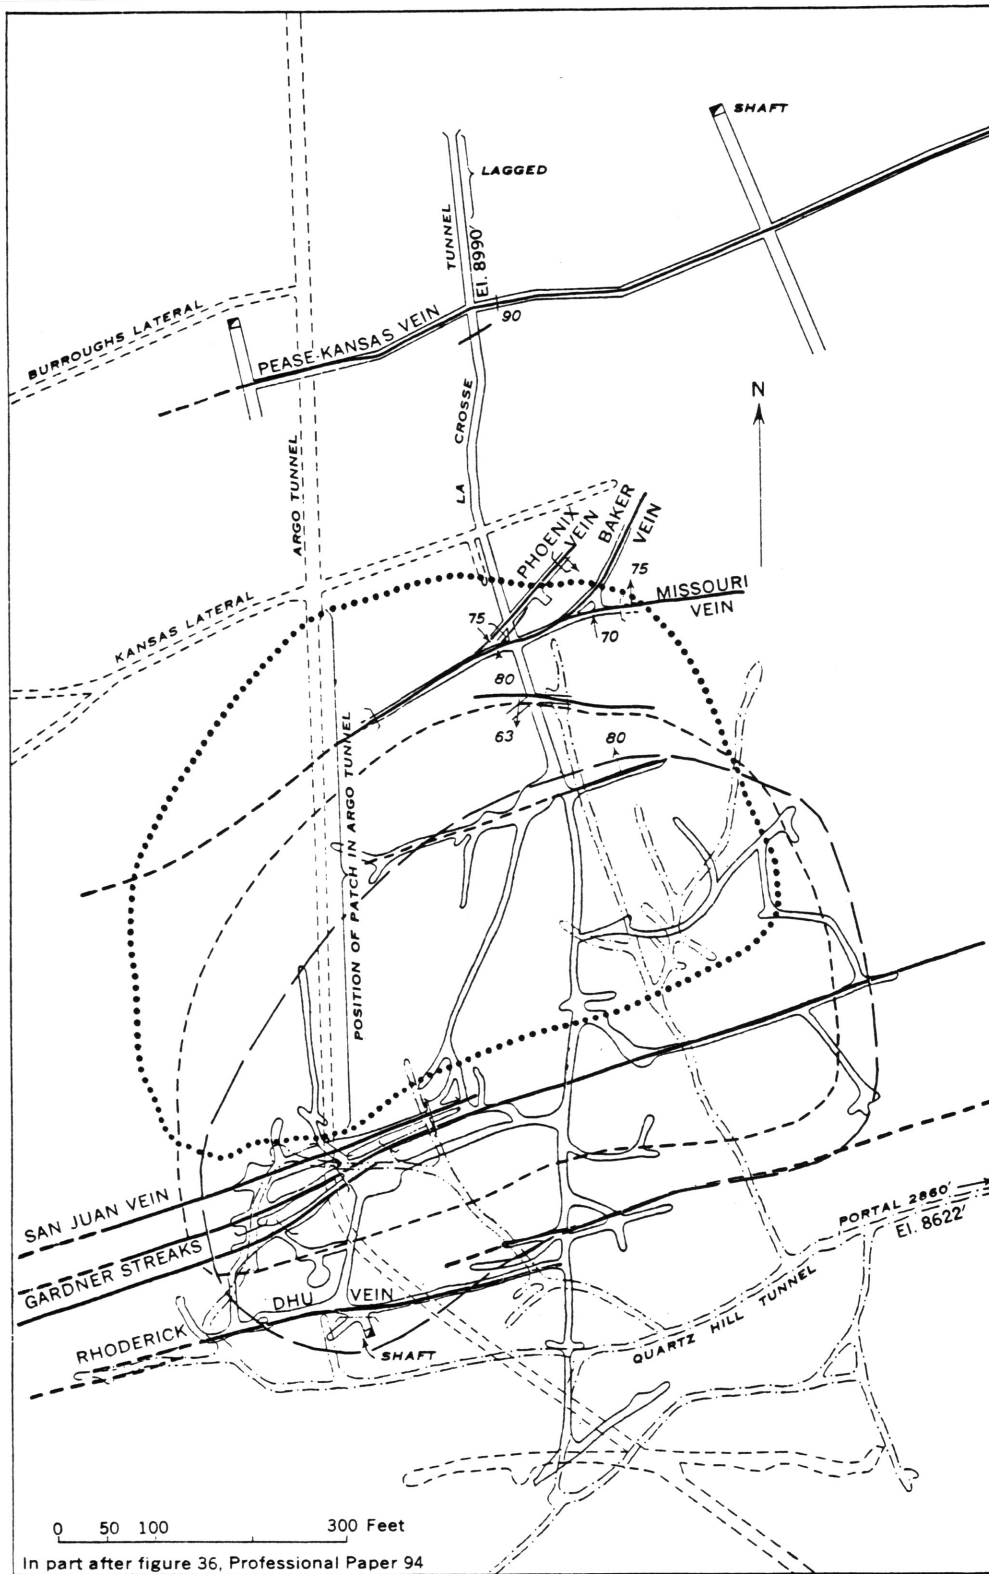 SHAFT
LAGGED
TUNNEL
El. 8990'
BURROUGHS LATERAL
90
PEASE-KANSAS VEIN
CROSSE
N
ARGO TUNNEL
LA
PHOENIX
VEIN
BAKER
VEIN
75
MISSOURI
VEIN
KANSAS LATERAL
75
70
80
63
80
POSITION OF PATCH IN ARGO TUNNEL
SAN JUAN VEIN
GARDNER STREAKS
PORTAL 2860'
El. 8622'
RHODERICK DHU VEIN
QUARTZ HILL TUNNEL
SHAFT
0 50 100 300 Feet
In part after figure 36, Professional Paper 94